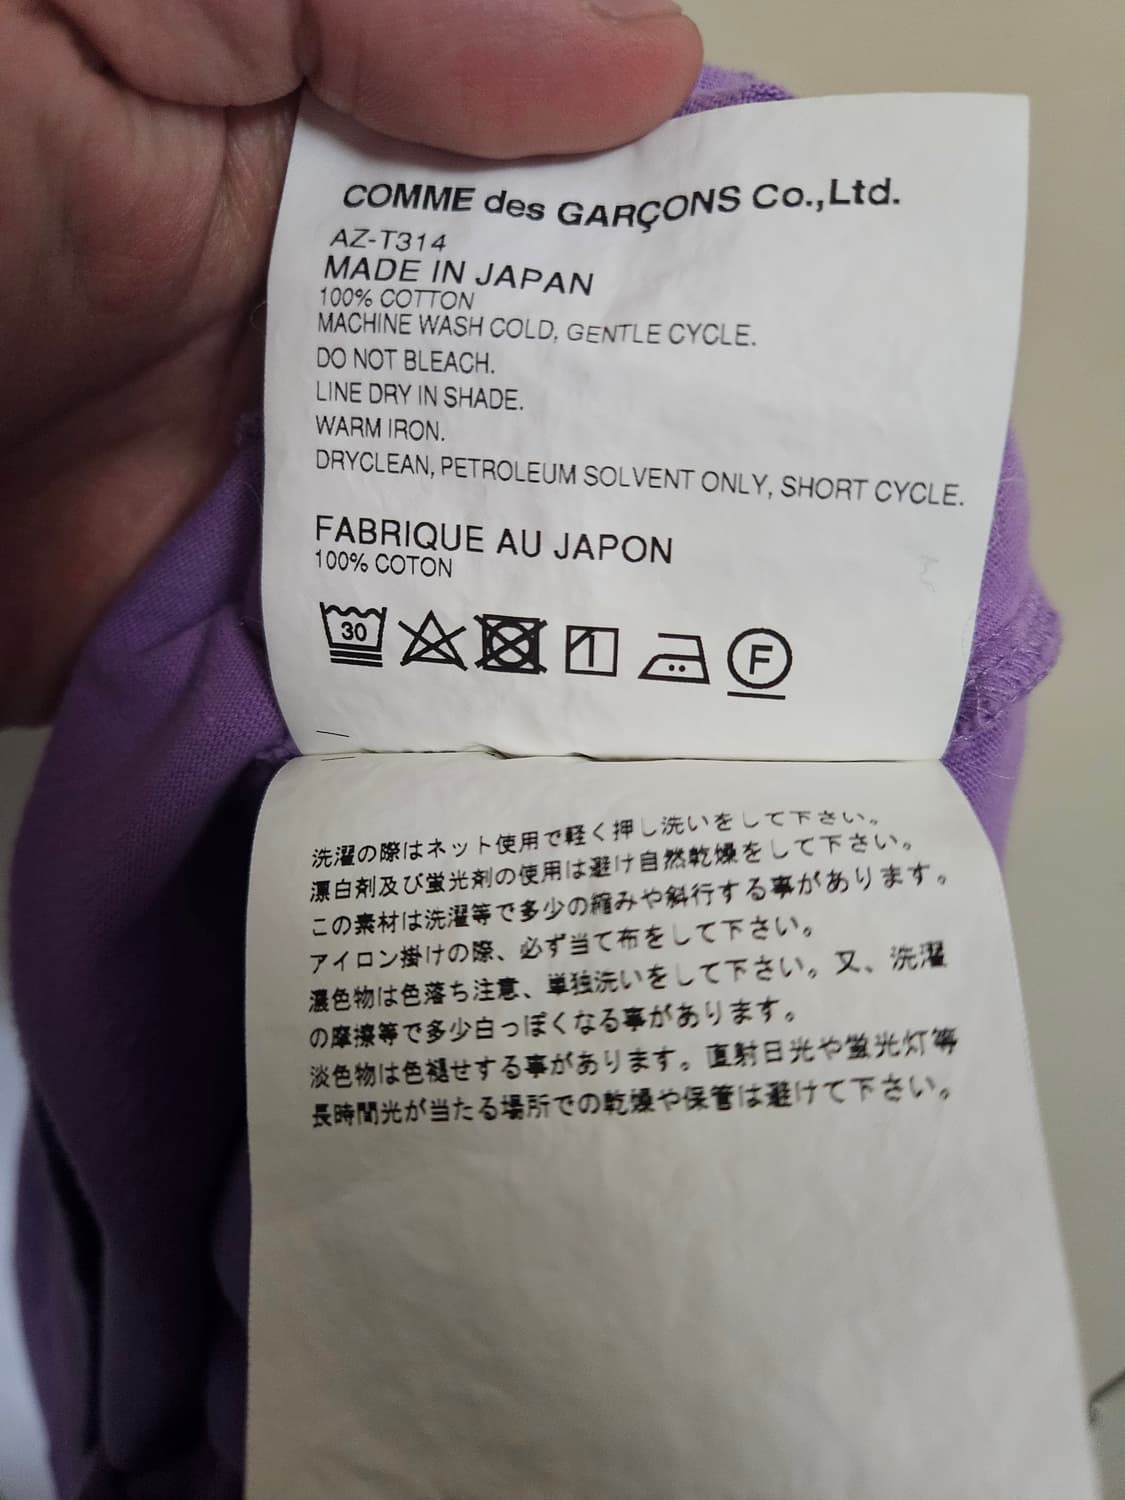 COMME des GARÇONS Co.,Ltd.
AZ-T314
MADE IN JAPAN
100% COTTON
MACHINE WASH COLD, GENTLE CYCLE.
DO NOT BLEACH.
LINE DRY IN SHADE.
WARM IRON.
DRYCLEAN, PETROLEUM SOLVENT ONLY, SHORT CYCLE.
FABRIQUE AU JAPON
100% COTON
30 F
洗濯の際はネット使用で軽く押し洗いをして下さい。
漂白剤及び蛍光剤の使用は避け自然乾燥をして下さい。
この素材は洗濯等で多少の縮みや斜行する事があります。
アイロン掛けの際、必ず当て布をして下さい。
濃色物は色落ち注意、単独洗いをして下さい。又、洗濯
の摩擦等で多少白っぽくなる事があります。
淡色物は色褪せする事があります。直射日光や蛍光灯等
長時間光が当たる場所での乾燥や保管は避けて下さい。